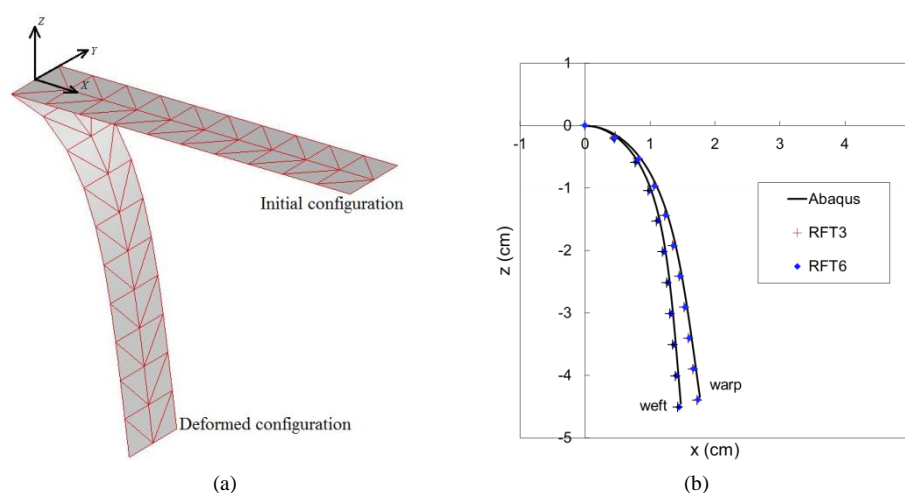 Z
Y
X
Initial configuration
Deformed configuration
(a)
1
0
-1 0 1 2 3 4
-1
-2
-3
-4
-5
z (cm)
x (cm)
Abaqus
RFT3
RFT6
weft
warp
(b)